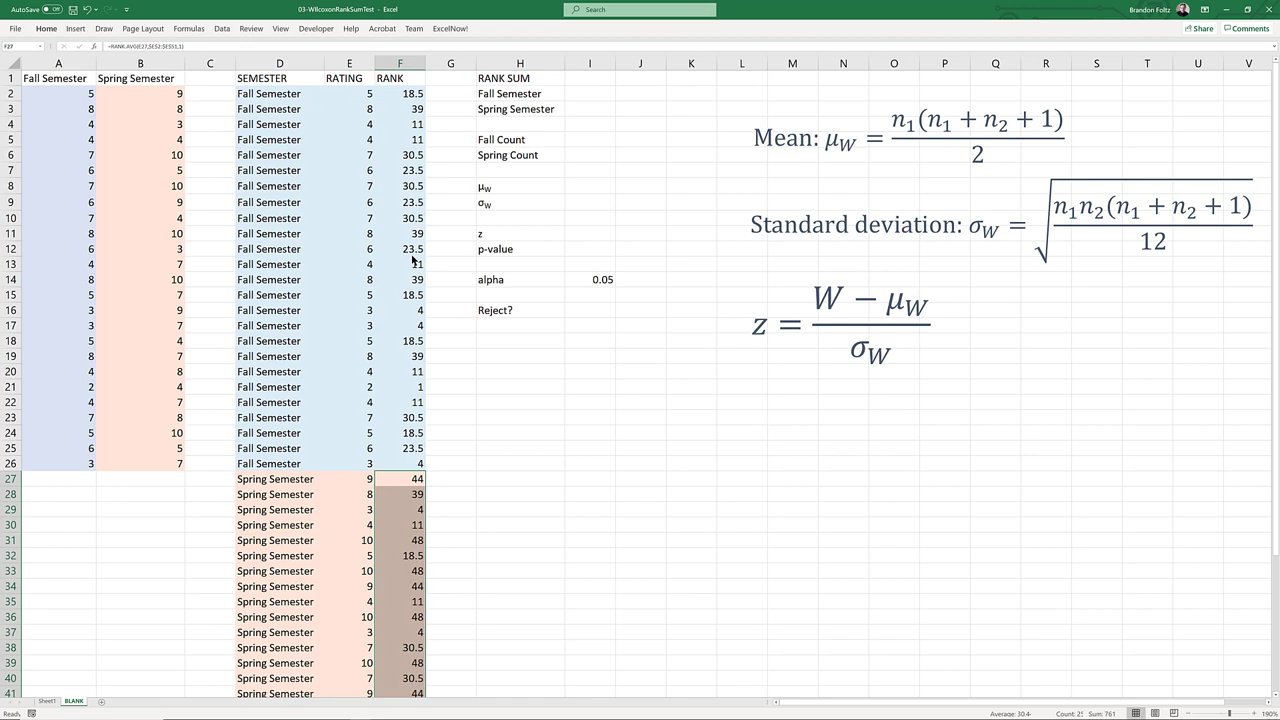 AutoSave Off 03-WIlcoxonRankSumTest - Excel Search Brandon Foltz
File Home Insert Draw Page Layout Formulas Data Review View Developer Help Acrobat Team ExcelNow! Share Comments
F27 fx =RANK.AVG(E27,$E$2:$E$51,1)
A B C D E F G H I J K L M N O P Q R S T U V
1 Fall Semester Spring Semester SEMESTER RATING RANK RANK SUM
2 5 9 Fall Semester 5 18.5 Fall Semester
3 8 8 Fall Semester 8 39 Spring Semester
4 4 3 Fall Semester 4 11
5 4 4 Fall Semester 4 11 Fall Count
6 7 10 Fall Semester 7 30.5 Spring Count
7 6 5 Fall Semester 6 23.5
8 7 10 Fall Semester 7 30.5 μw
9 6 9 Fall Semester 6 23.5 σw
10 7 4 Fall Semester 7 30.5
11 8 10 Fall Semester 8 39 z
12 6 3 Fall Semester 6 23.5 p-value
13 4 7 Fall Semester 4 11
14 8 10 Fall Semester 8 39 alpha 0.05
15 5 7 Fall Semester 5 18.5
16 3 9 Fall Semester 3 4 Reject?
17 3 7 Fall Semester 3 4
18 5 4 Fall Semester 5 18.5
19 8 7 Fall Semester 8 39
20 4 8 Fall Semester 4 11
21 2 4 Fall Semester 2 1
22 4 7 Fall Semester 4 11
23 7 8 Fall Semester 7 30.5
24 5 10 Fall Semester 5 18.5
25 6 5 Fall Semester 6 23.5
26 3 7 Fall Semester 3 4
27 Spring Semester 9 44
28 Spring Semester 8 39
29 Spring Semester 3 4
30 Spring Semester 4 11
31 Spring Semester 10 48
32 Spring Semester 5 18.5
33 Spring Semester 10 48
34 Spring Semester 9 44
35 Spring Semester 4 11
36 Spring Semester 10 48
37 Spring Semester 3 4
38 Spring Semester 7 30.5
39 Spring Semester 10 48
40 Spring Semester 7 30.5
41 Spring Semester 9 44
Mean: μW = n1(n1 + n2 + 1) / 2
Standard deviation: σW = √(n1n2(n1 + n2 + 1) / 12)
z = (W − μW) / σW
Sheet1 BLANK
Ready Average: 30.4 Count: 25 Sum: 761 190%